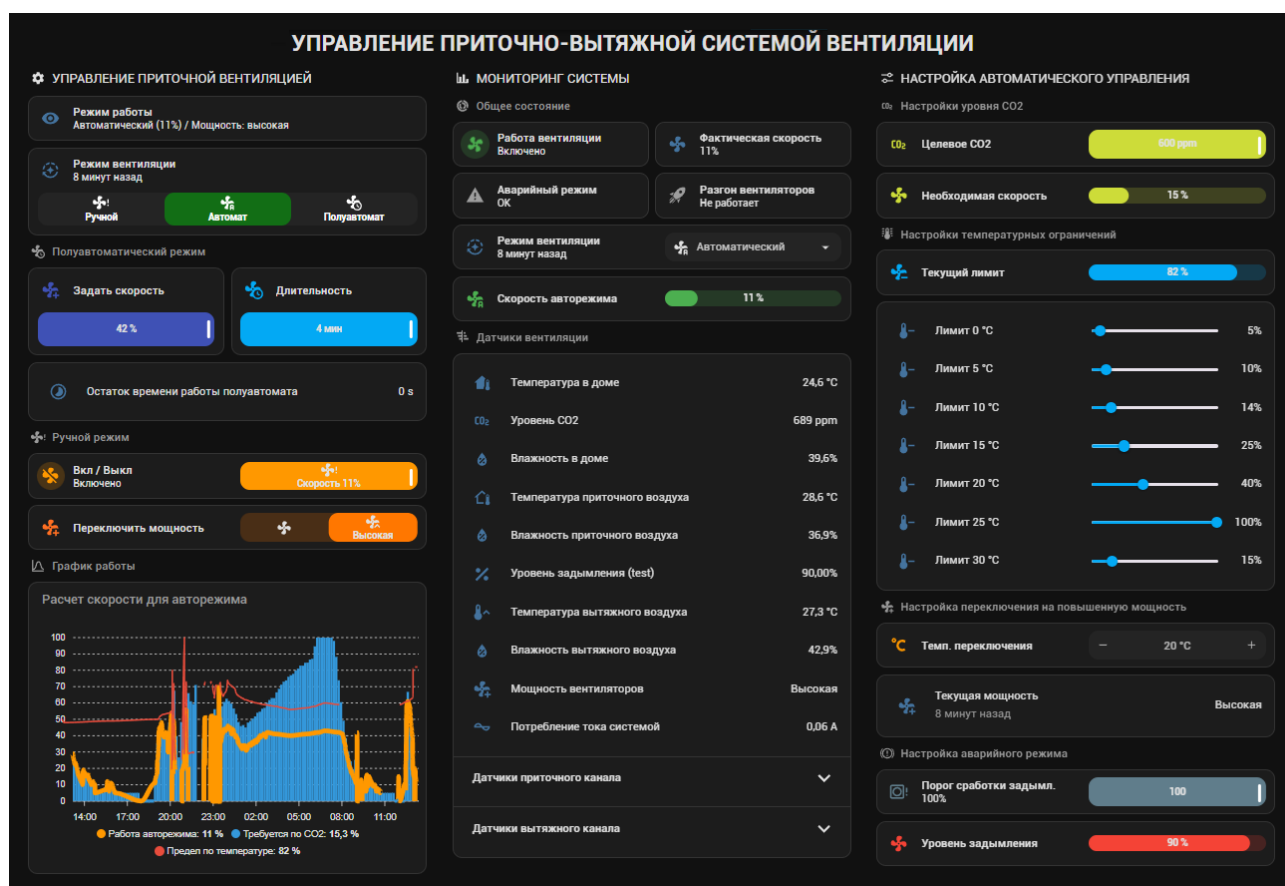 УПРАВЛЕНИЕ ПРИТОЧНО-ВЫТЯЖНОЙ СИСТЕМОЙ ВЕНТИЛЯЦИИ
УПРАВЛЕНИЕ ПРИТОЧНОЙ ВЕНТИЛЯЦИЕЙ
Режим работы
Автоматический (11%) / Мощность: высокая
Режим вентиляции
8 минут назад
Ручной
Автомат
Полуавтомат
Полуавтоматический режим
Задать скорость
42 %
Длительность
4 мин
Остаток времени работы полуавтомата
0 s
Ручной режим
Вкл / Выкл
Включено
Скорость 11%
Переключить мощность
Высокая
График работы
Расчет скорости для авторежима
100
90
80
70
60
50
40
30
20
10
0
14:00 17:00 20:00 23:00 02:00 05:00 08:00 11:00
Работа авторежима: 11 % Требуется по CO2: 15,3 %
Предел по температуре: 82 %
МОНИТОРИНГ СИСТЕМЫ
Общее состояние
Работа вентиляции
Включено
Фактическая скорость
11%
Аварийный режим
ОК
Разгон вентиляторов
Не работает
Режим вентиляции
8 минут назад
Автоматический
Скорость авторежима
11 %
Датчики вентиляции
Температура в доме 24,6 °C
CO2 Уровень CO2 689 ppm
Влажность в доме 39,6%
Температура приточного воздуха 28,6 °C
Влажность приточного воздуха 36,9%
Уровень задымления (test) 90,00%
Температура вытяжного воздуха 27,3 °C
Влажность вытяжного воздуха 42,9%
Мощность вентиляторов Высокая
Потребление тока системой 0,06 A
Датчики приточного канала
Датчики вытяжного канала
НАСТРОЙКА АВТОМАТИЧЕСКОГО УПРАВЛЕНИЯ
CO2 Настройки уровня CO2
CO2 Целевое CO2 600 ppm
Необходимая скорость 15 %
Настройки температурных ограничений
Текущий лимит 82 %
Лимит 0 °C 5%
Лимит 5 °C 10%
Лимит 10 °C 14%
Лимит 15 °C 25%
Лимит 20 °C 40%
Лимит 25 °C 100%
Лимит 30 °C 15%
Настройка переключения на повышенную мощность
°C Темп. переключения − 20 °C +
Текущая мощность
8 минут назад
Высокая
Настройка аварийного режима
Порог сработки задымл.
100%
100
Уровень задымления 90 %